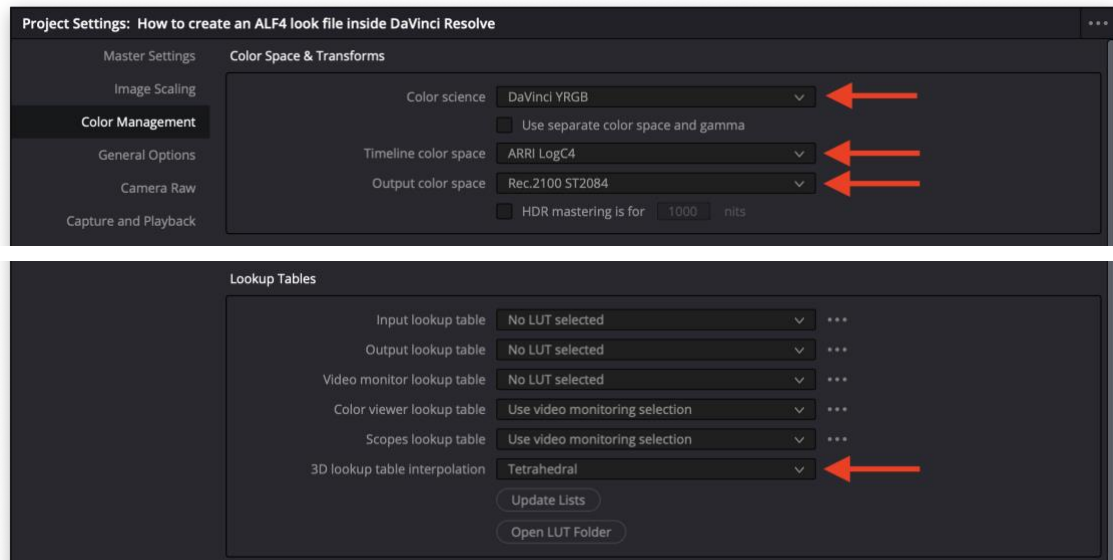 Project Settings: How to create an ALF4 look file inside DaVinci Resolve
Master Settings
Image Scaling
Color Management
General Options
Camera Raw
Capture and Playback
Color Space & Transforms
Color science DaVinci YRGB
Use separate color space and gamma
Timeline color space ARRI LogC4
Output color space Rec.2100 ST2084
HDR mastering is for 1000 nits
Lookup Tables
Input lookup table No LUT selected
Output lookup table No LUT selected
Video monitor lookup table No LUT selected
Color viewer lookup table Use video monitoring selection
Scopes lookup table Use video monitoring selection
3D lookup table interpolation Tetrahedral
Update Lists
Open LUT Folder